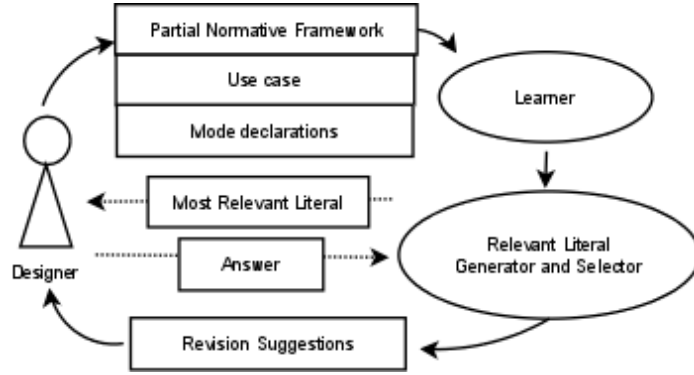 Partial Normative Framework
Use case
Mode declarations
Learner
Most Relevant Literal
Relevant Literal
Generator and Selector
Answer
Designer
Revision Suggestions